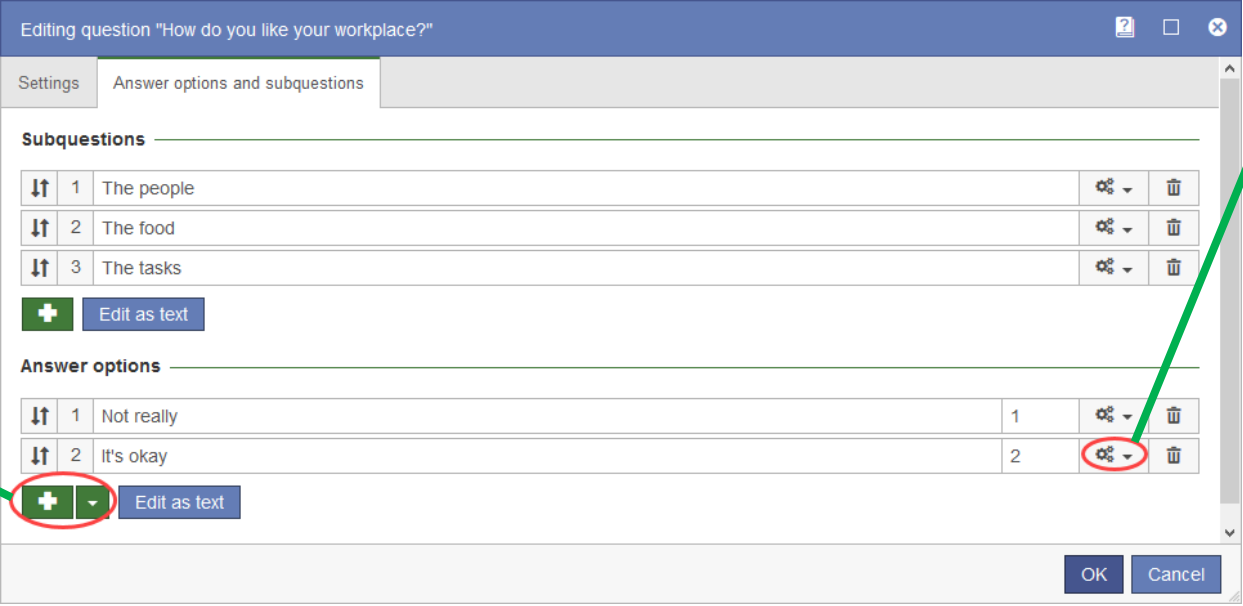 Editing question "How do you like your workplace?"
Settings Answer options and subquestions
Subquestions
1 The people
2 The food
3 The tasks
Edit as text
Answer options
1 Not really 1
2 It's okay 2
Edit as text
OK Cancel